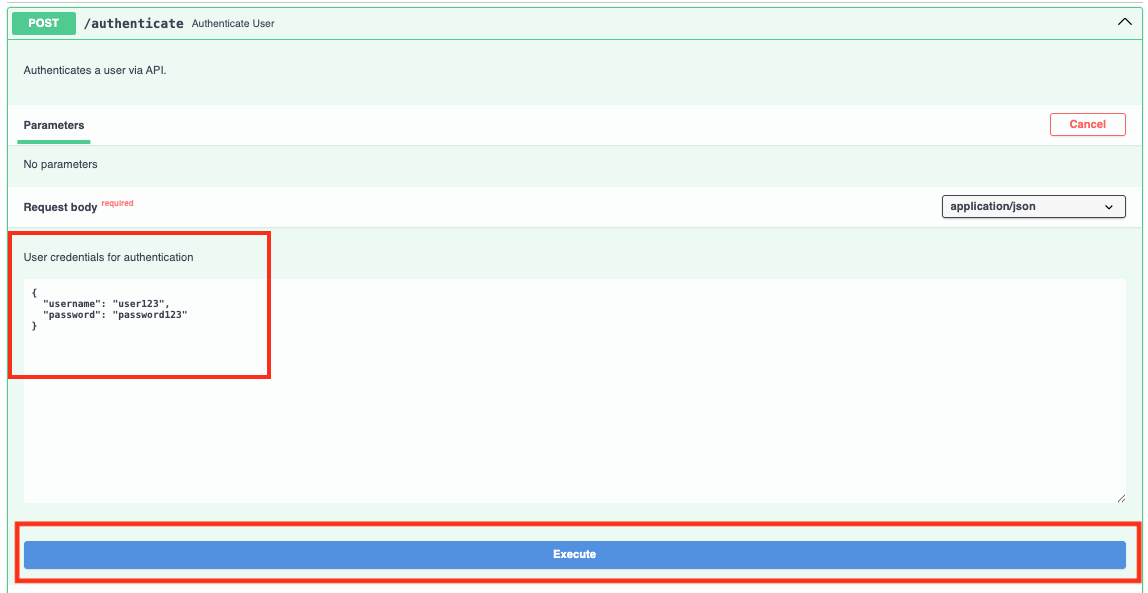 POST /authenticate Authenticate User
Authenticates a user via API.
Parameters
Cancel
No parameters
Request body required
application/json
User credentials for authentication
{
  "username": "user123",
  "password": "password123"
}
Execute